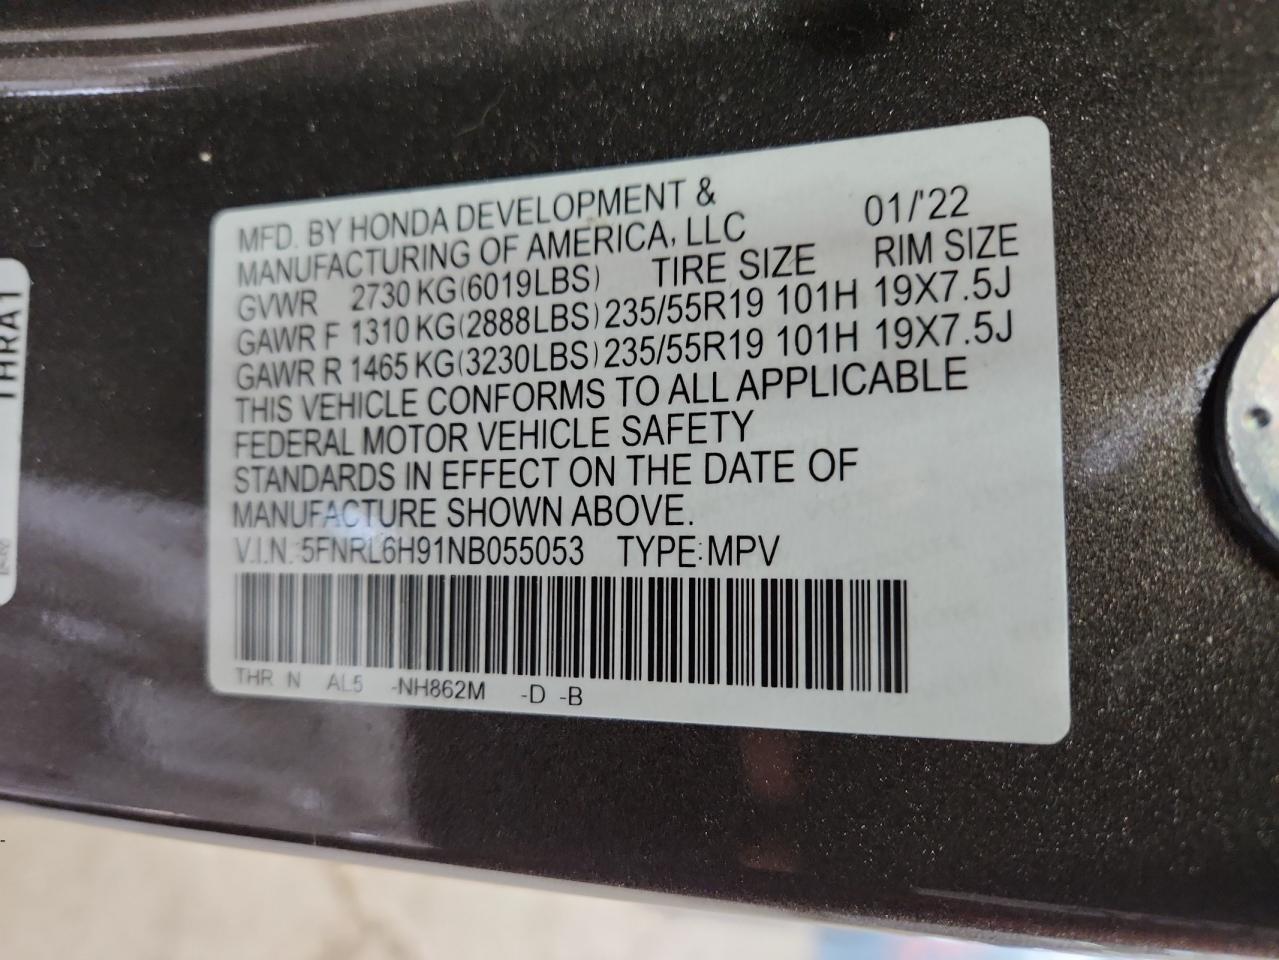 MFD. BY HONDA DEVELOPMENT &
MANUFACTURING OF AMERICA, LLC 01/'22
GVWR 2730 KG(6019LBS) TIRE SIZE RIM SIZE
GAWR F 1310 KG(2888LBS) 235/55R19 101H 19X7.5J
GAWR R 1465 KG(3230LBS) 235/55R19 101H 19X7.5J
THIS VEHICLE CONFORMS TO ALL APPLICABLE
FEDERAL MOTOR VEHICLE SAFETY
STANDARDS IN EFFECT ON THE DATE OF
MANUFACTURE SHOWN ABOVE.
V.I.N. 5FNRL6H91NB055053 TYPE:MPV
THR N AL5 -NH862M -D -B
THRA1